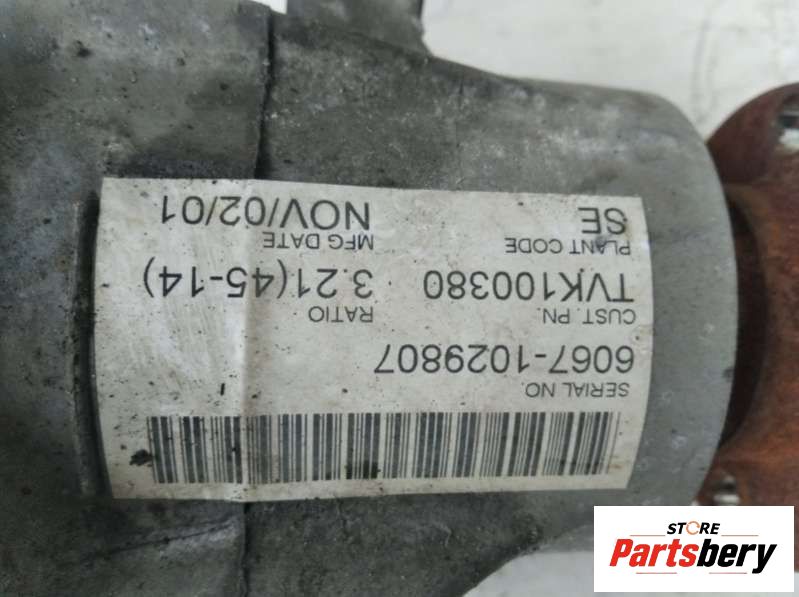 SERIAL NO.
6067-1029807
CUST. PN. RATIO
TVK100380 3.21(45-14)
PLANT CODE MFG DATE
SE NOV/02/01
STORE
Partsbery